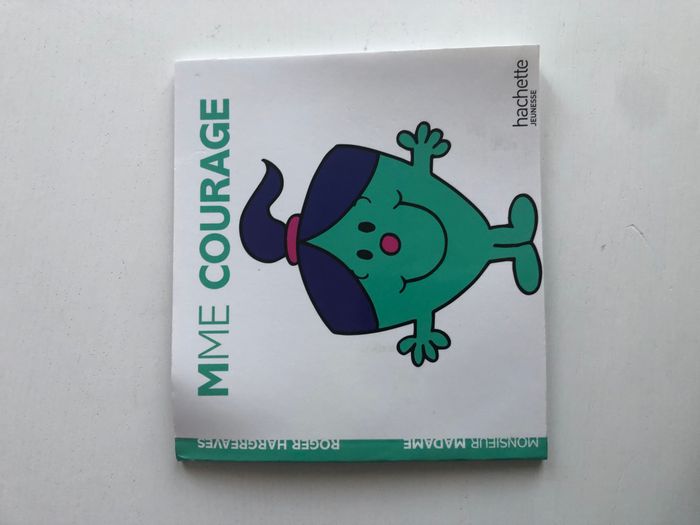 MME COURAGE
hachette
JEUNESSE
MONSIEUR MADAME
ROGER HARGREAVES